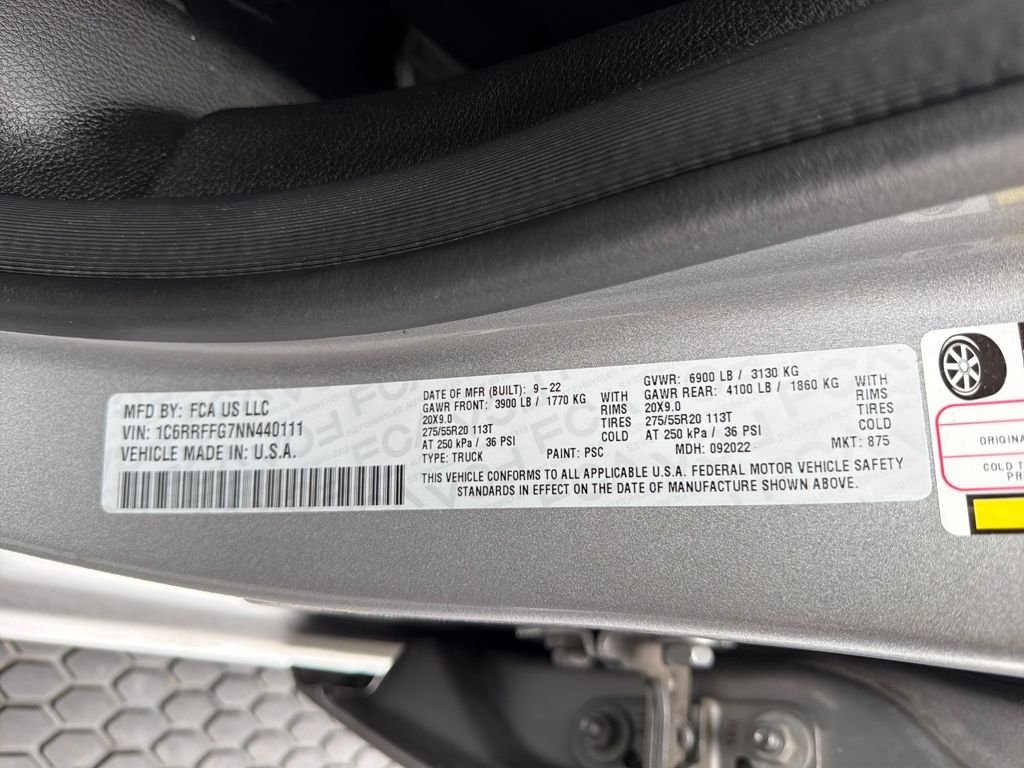 MFD BY: FCA US LLC
VIN: 1C6RRFFG7NN440111
VEHICLE MADE IN: U.S.A.
DATE OF MFR (BUILT): 9-22
GAWR FRONT: 3900 LB / 1770 KG WITH
20X9.0 RIMS
275/55R20 113T TIRES
AT 250 kPa / 36 PSI COLD
TYPE: TRUCK PAINT: PSC
GVWR: 6900 LB / 3130 KG
GAWR REAR: 4100 LB / 1860 KG WITH
20X9.0 RIMS
275/55R20 113T TIRES
AT 250 kPa / 36 PSI COLD
MDH: 092022 MKT: 875
THIS VEHICLE CONFORMS TO ALL APPLICABLE U.S.A. FEDERAL MOTOR VEHICLE SAFETY
STANDARDS IN EFFECT ON THE DATE OF MANUFACTURE SHOWN ABOVE.
ORIGINA
COLD T
PR